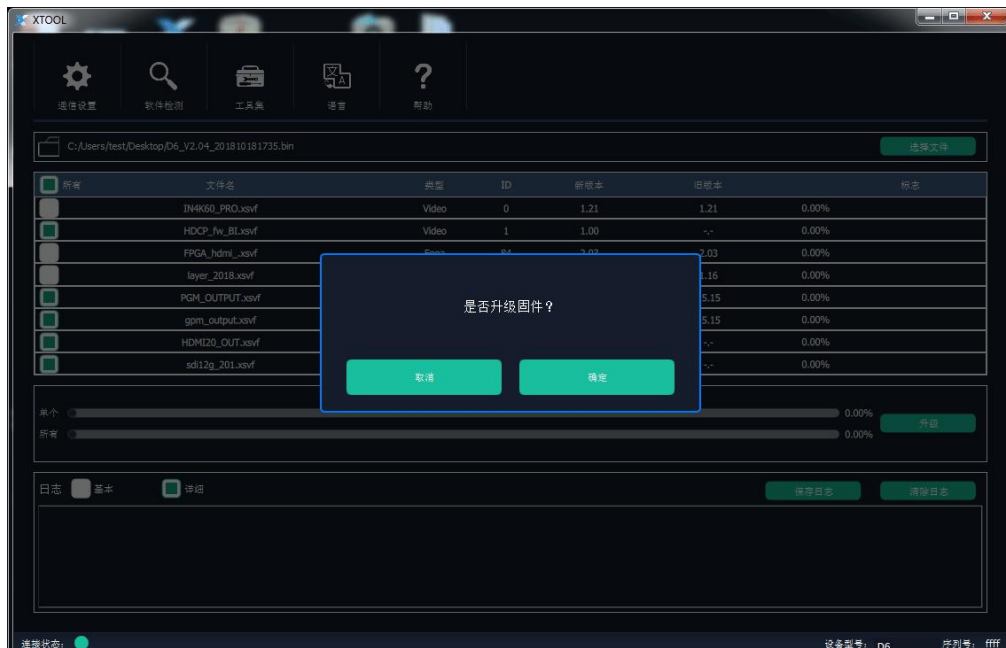 XTOOL
通信设置 软件检测 工具集 语言 帮助
C:/Users/test/Desktop/D6_V2.04_201810181735.bin 选择文件
所有 文件名 类型 ID 新版本 旧版本 标志
IN4K60_PRO.xsvf Video 0 1.21 1.21 0.00%
HDCP_fw_BI.xsvf Video 1 1.00 -.- 0.00%
FPGA_hdmi_.xsvf Fpga 84 2.03 2.03 0.00%
layer_2018.xsvf 1.16 0.00%
PGM_OUTPUT.xsvf 5.15 0.00%
gpm_output.xsvf 5.15 0.00%
HDMI20_OUT.xsvf -.- 0.00%
sdi12g_201.xsvf -.- 0.00%
是否升级固件？
取消 确定
单个 0.00%
所有 0.00%
升级
日志 基本 详细 保存日志 清除日志
连接状态： 设备型号： D6 序列号： ffff